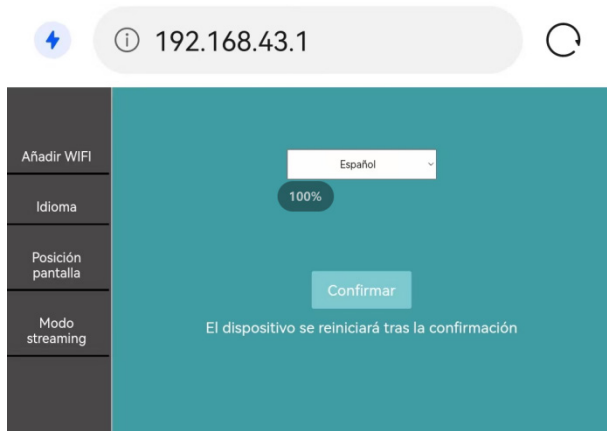 192.168.43.1
Añadir WIFI
Idioma
Posición
pantalla
Modo
streaming
Español
100%
Confirmar
El dispositivo se reiniciará tras la confirmación